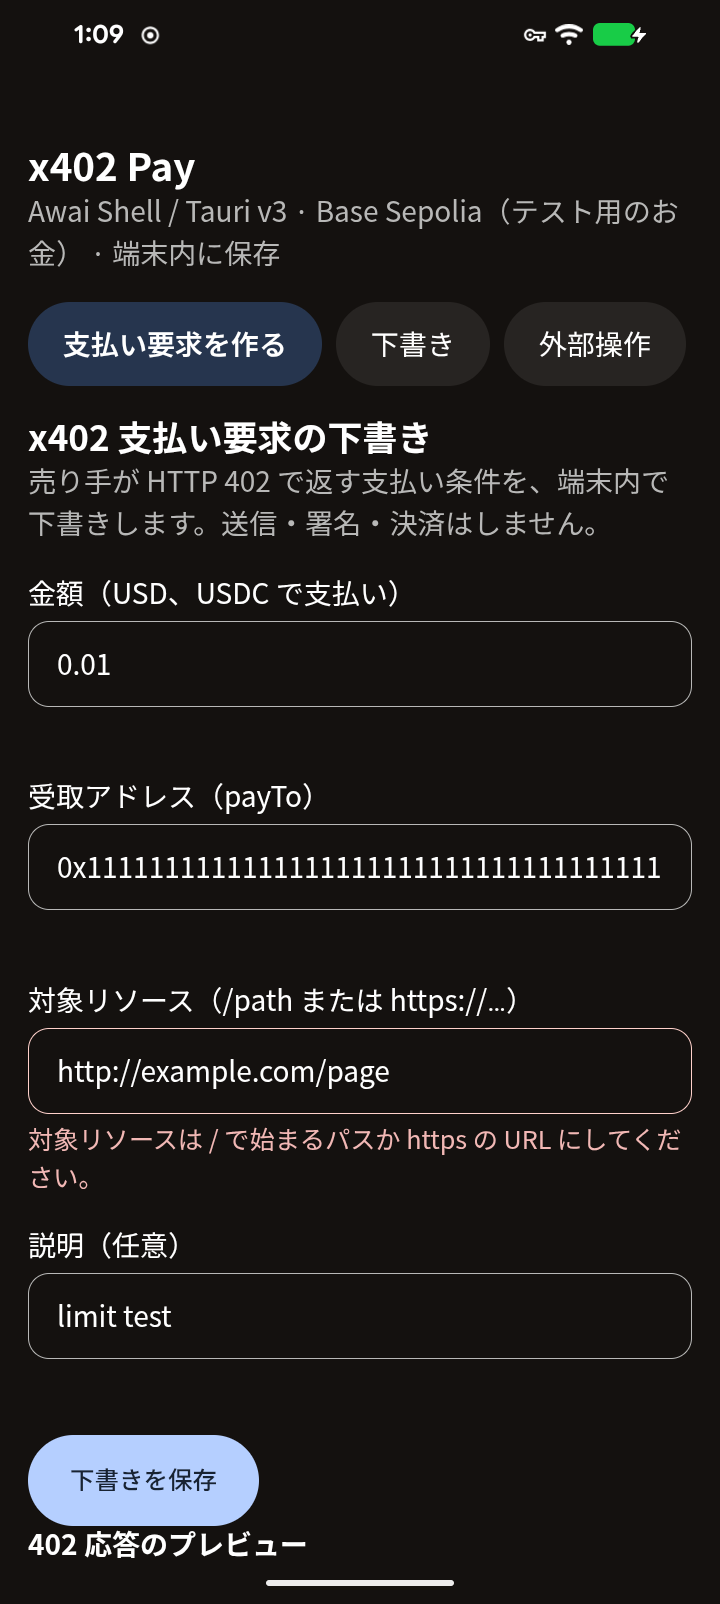 1:09
x402 Pay
Awai Shell / Tauri v3 · Base Sepolia（テスト用のお
金） · 端末内に保存
支払い要求を作る 下書き 外部操作
x402 支払い要求の下書き
売り手が HTTP 402 で返す支払い条件を、端末内で
下書きします。送信・署名・決済はしません。
金額（USD、USDC で支払い）
0.01
受取アドレス（payTo）
0x1111111111111111111111111111111111111
対象リソース（/path または https://…）
http://example.com/page
対象リソースは / で始まるパスか https の URL にしてくだ
さい。
説明（任意）
limit test
下書きを保存
402 応答のプレビュー